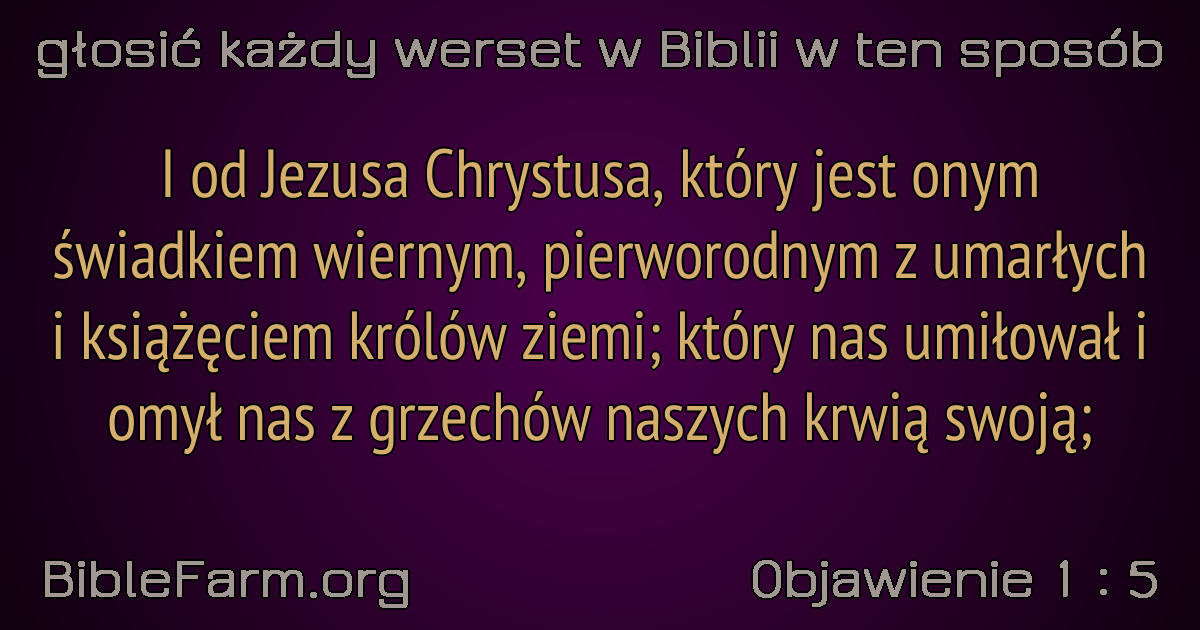 głosić każdy werset w Biblii w ten sposób
I od Jezusa Chrystusa, który jest onym
świadkiem wiernym, pierworodnym z umarłych
i książęciem królów ziemi; który nas umiłował i
omył nas z grzechów naszych krwią swoją;
BibleFarm.org
Objawienie 1 : 5